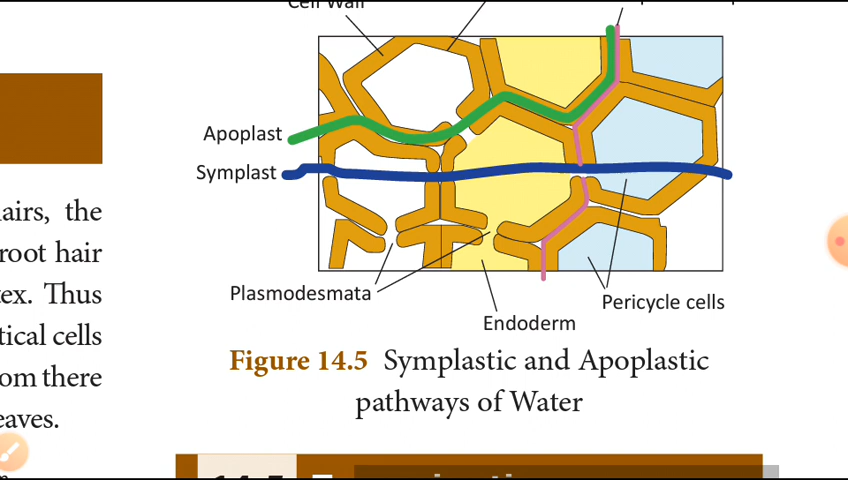 Cell Wall
Apoplast
Symplast
airs, the
root hair
tex. Thus
tical cells
om there
eaves.
Plasmodesmata
Pericycle cells
Endoderm
Figure 14.5 Symplastic and Apoplastic
pathways of Water